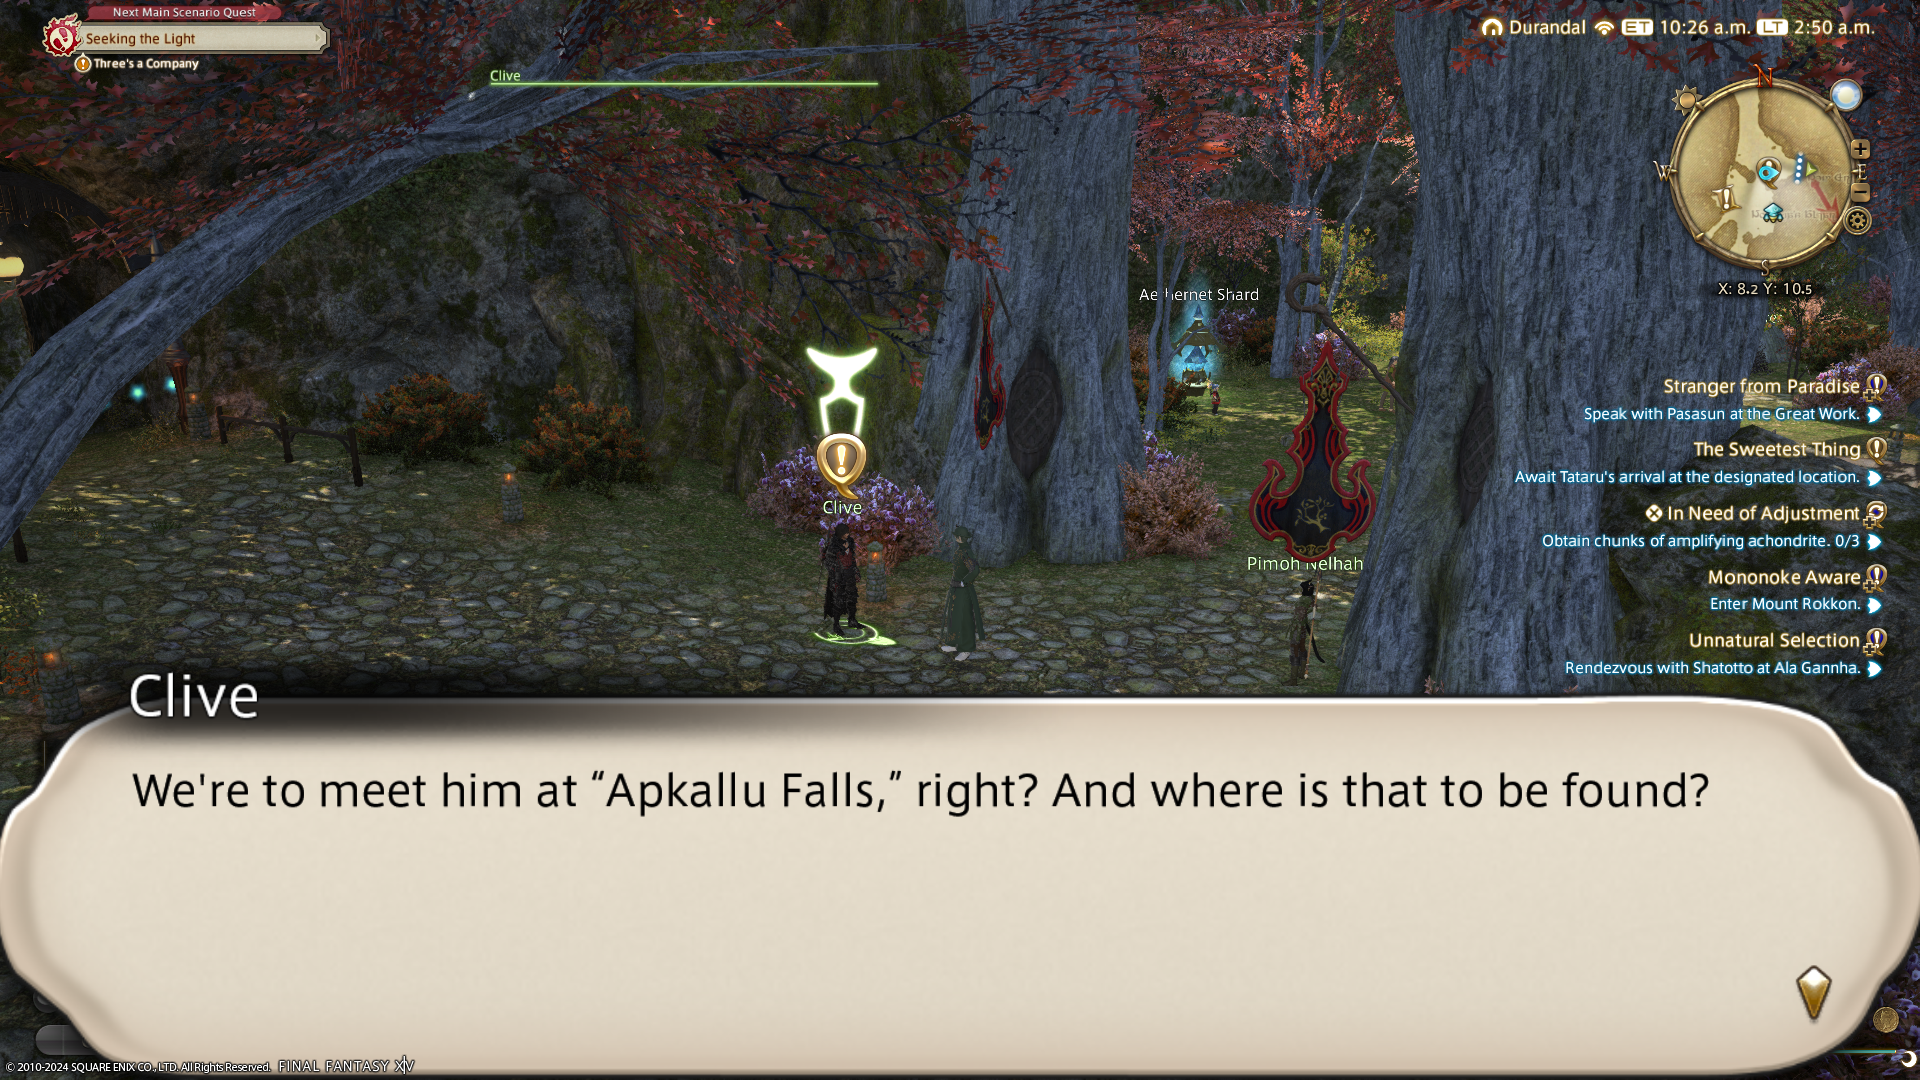 Next Main Scenario Quest
Seeking the Light
Three's a Company
Clive
Durandal ET 10:26 a.m. LT 2:50 a.m.
N
W E
S
X: 8.2 Y: 10.5
Aethernet Shard
Stranger from Paradise
Speak with Pasasun at the Great Work.
The Sweetest Thing
Await Tataru's arrival at the designated location.
In Need of Adjustment
Obtain chunks of amplifying achondrite. 0/3
Mononoke Aware
Enter Mount Rokkon.
Unnatural Selection
Rendezvous with Shatotto at Ala Gannha.
Clive
Pimoh Nelhah
Clive
We're to meet him at “Apkallu Falls,” right? And where is that to be found?
© 2010-2024 SQUARE ENIX CO., LTD. All Rights Reserved. FINAL FANTASY XIV